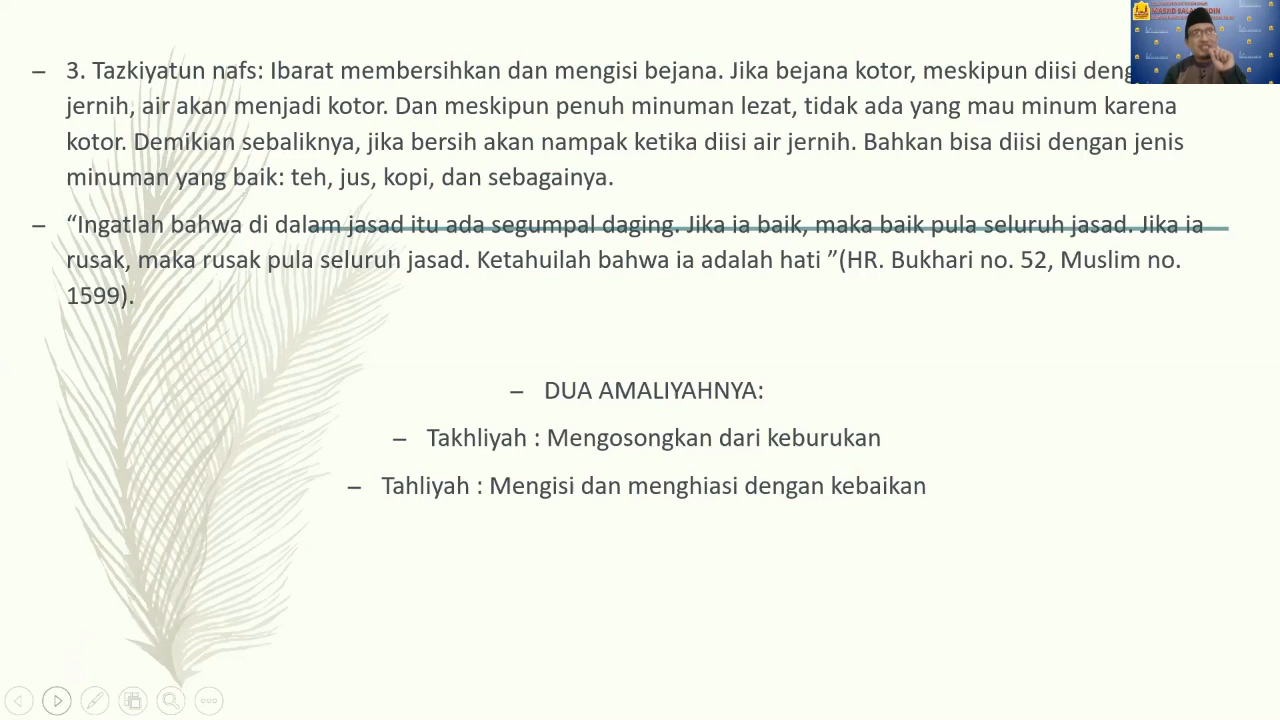 – 3. Tazkiyatun nafs: Ibarat membersihkan dan mengisi bejana. Jika bejana kotor, meskipun diisi deng
jernih, air akan menjadi kotor. Dan meskipun penuh minuman lezat, tidak ada yang mau minum karena
kotor. Demikian sebaliknya, jika bersih akan nampak ketika diisi air jernih. Bahkan bisa diisi dengan jenis
minuman yang baik: teh, jus, kopi, dan sebagainya.
– “Ingatlah bahwa di dalam jasad itu ada segumpal daging. Jika ia baik, maka baik pula seluruh jasad. Jika ia
rusak, maka rusak pula seluruh jasad. Ketahuilah bahwa ia adalah hati ”(HR. Bukhari no. 52, Muslim no.
1599).
– DUA AMALIYAHNYA:
– Takhliyah : Mengosongkan dari keburukan
– Tahliyah : Mengisi dan menghiasi dengan kebaikan